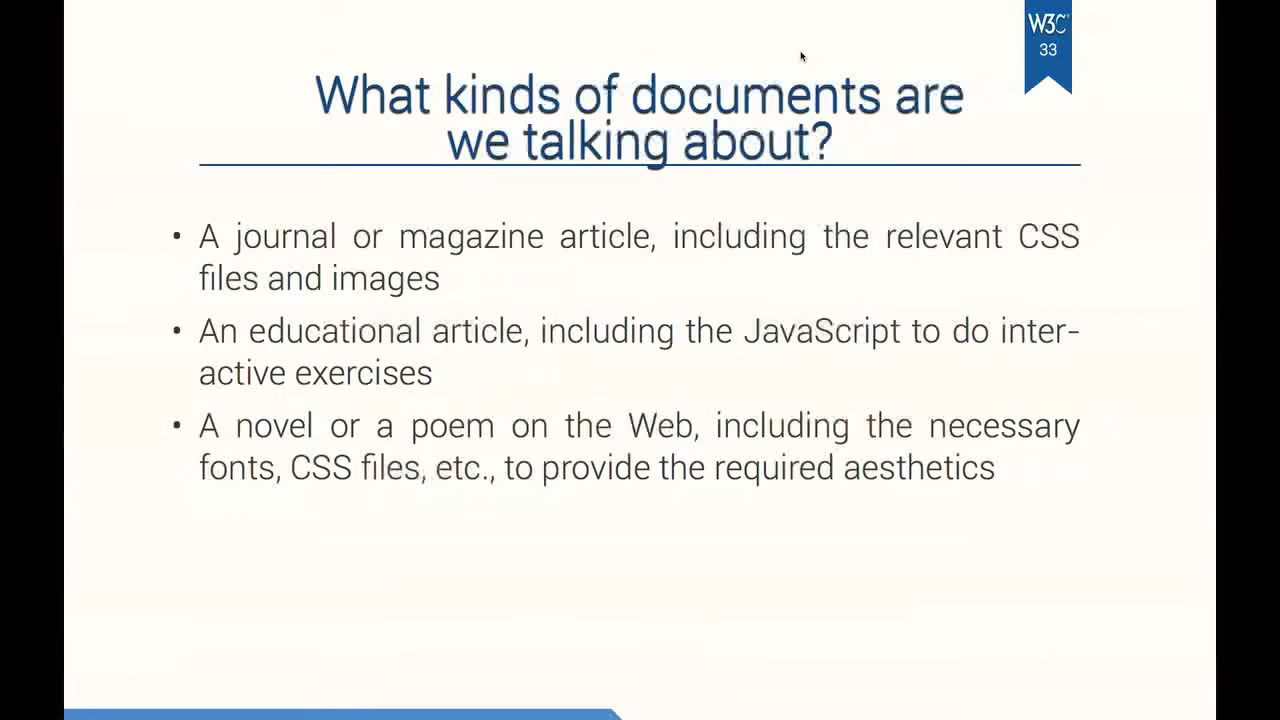 W3C
33
What kinds of documents are
we talking about?
• A journal or magazine article, including the relevant CSS
files and images
• An educational article, including the JavaScript to do inter-
active exercises
• A novel or a poem on the Web, including the necessary
fonts, CSS files, etc., to provide the required aesthetics